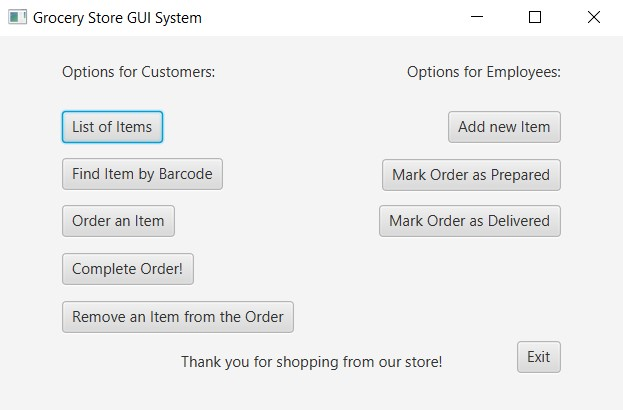 Grocery Store GUI System
Options for Customers:
Options for Employees:
List of Items
Add new Item
Find Item by Barcode
Mark Order as Prepared
Order an Item
Mark Order as Delivered
Complete Order!
Remove an Item from the Order
Thank you for shopping from our store!
Exit